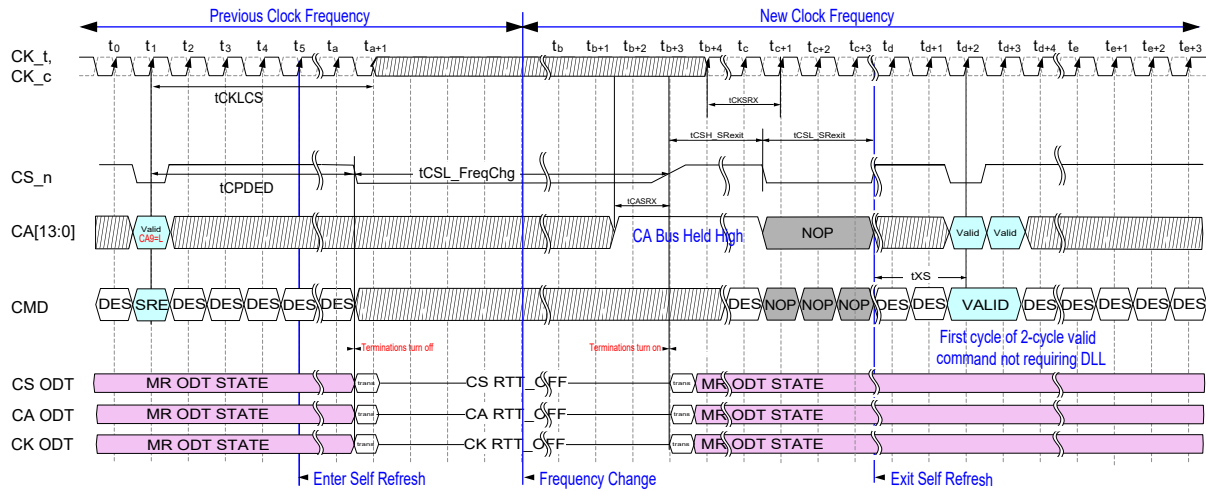 Previous Clock Frequency New Clock Frequency
t0 t1 t2 t3 t4 t5 ta ta+1 tb tb+1 tb+2 tb+3 tb+4 tc tc+1 tc+2 tc+3 td td+1 td+2 td+3 td+4 te te+1 te+2 te+3
CK_t,
CK_c
tCKLCS tCKSRX
tCSH_SRexit tCSL_SRexit
CS_n
tCPDED tCSL_FreqChg
tCASRX
CA[13:0] Valid CA Bus Held High NOP Valid Valid
CA9=L
tXS
CMD DES SRE DES DES DES DES DES DES NOP NOP NOP DES DES VALID DES DES DES DES DES
Terminations turn off Terminations turn on
First cycle of 2-cycle valid
command not requiring DLL
CS ODT MR ODT STATE trans CS RTT_OFF trans MR ODT STATE
CA ODT MR ODT STATE trans CA RTT_OFF trans MR ODT STATE
CK ODT MR ODT STATE trans CK RTT_OFF trans MR ODT STATE
Enter Self Refresh Frequency Change Exit Self Refresh